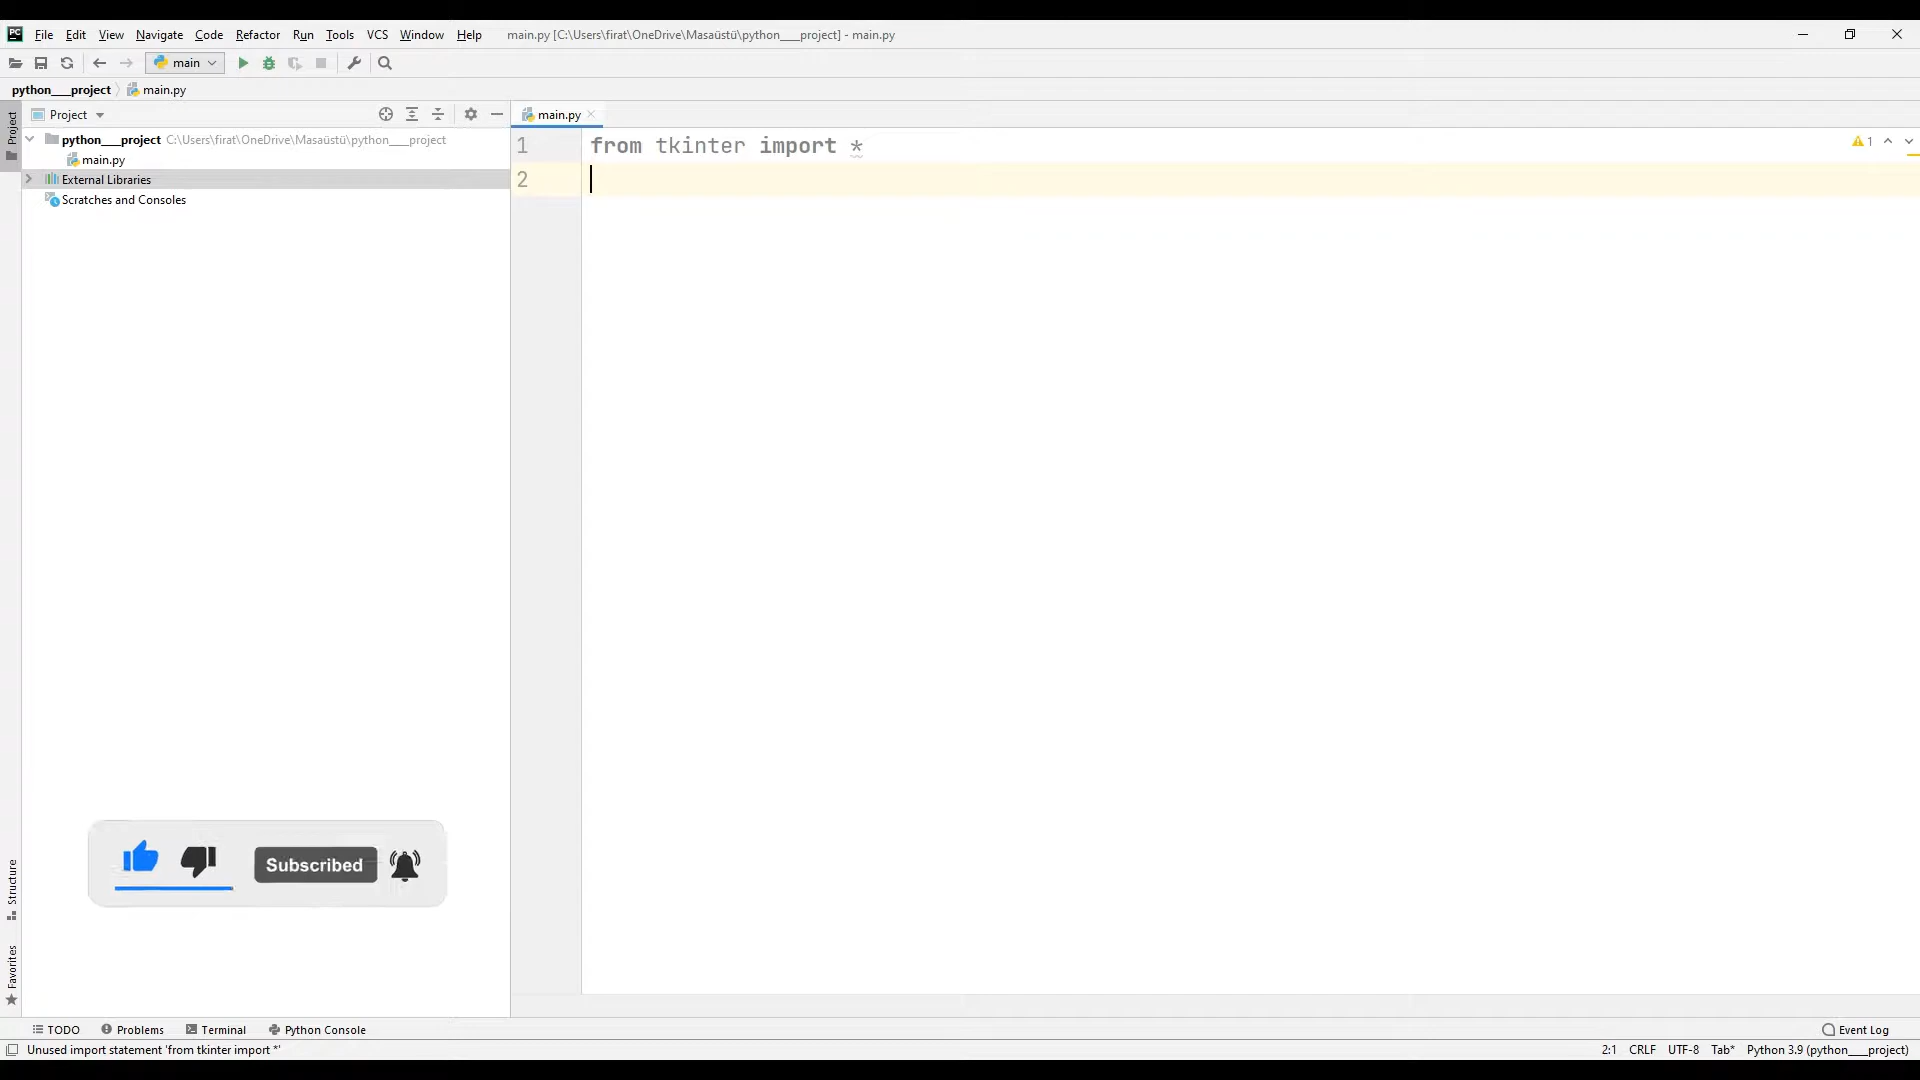 PC File Edit View Navigate Code Refactor Run Tools VCS Window Help main.py [C:\Users\firat\OneDrive\Masaüstü\python___project] - main.py
main
python___project main.py
Project
main.py
Project
python___project C:\Users\firat\OneDrive\Masaüstü\python___project
main.py
External Libraries
Scratches and Consoles
1 from tkinter import *
1
2
Subscribed
Structure
Favorites
TODO Problems Terminal Python Console Event Log
Unused import statement 'from tkinter import *' 2:1 CRLF UTF-8 Tab* Python 3.9 (python___project)